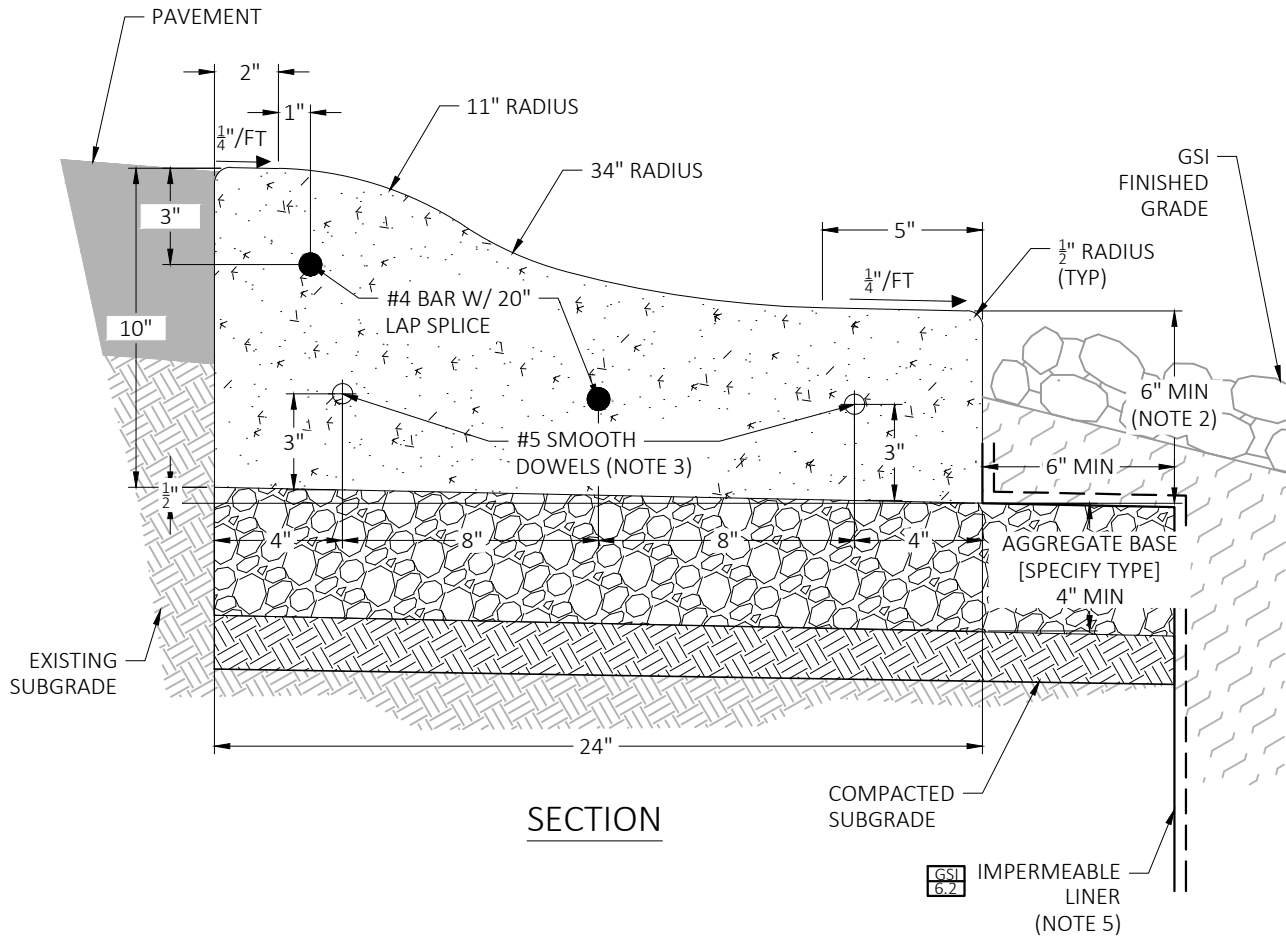 PAVEMENT
2"
1"
11" RADIUS
1/4"/FT
34" RADIUS
GSI
FINISHED
GRADE
3"
5"
1/2" RADIUS
(TYP)
1/4"/FT
#4 BAR W/ 20"
LAP SPLICE
10"
6" MIN
(NOTE 2)
3"
#5 SMOOTH
DOWELS (NOTE 3)
3"
6" MIN
1/2"
4"
8"
8"
4"
AGGREGATE BASE
[SPECIFY TYPE]
4" MIN
EXISTING
SUBGRADE
24"
COMPACTED
SUBGRADE
SECTION
GSI
6.2
IMPERMEABLE
LINER
(NOTE 5)